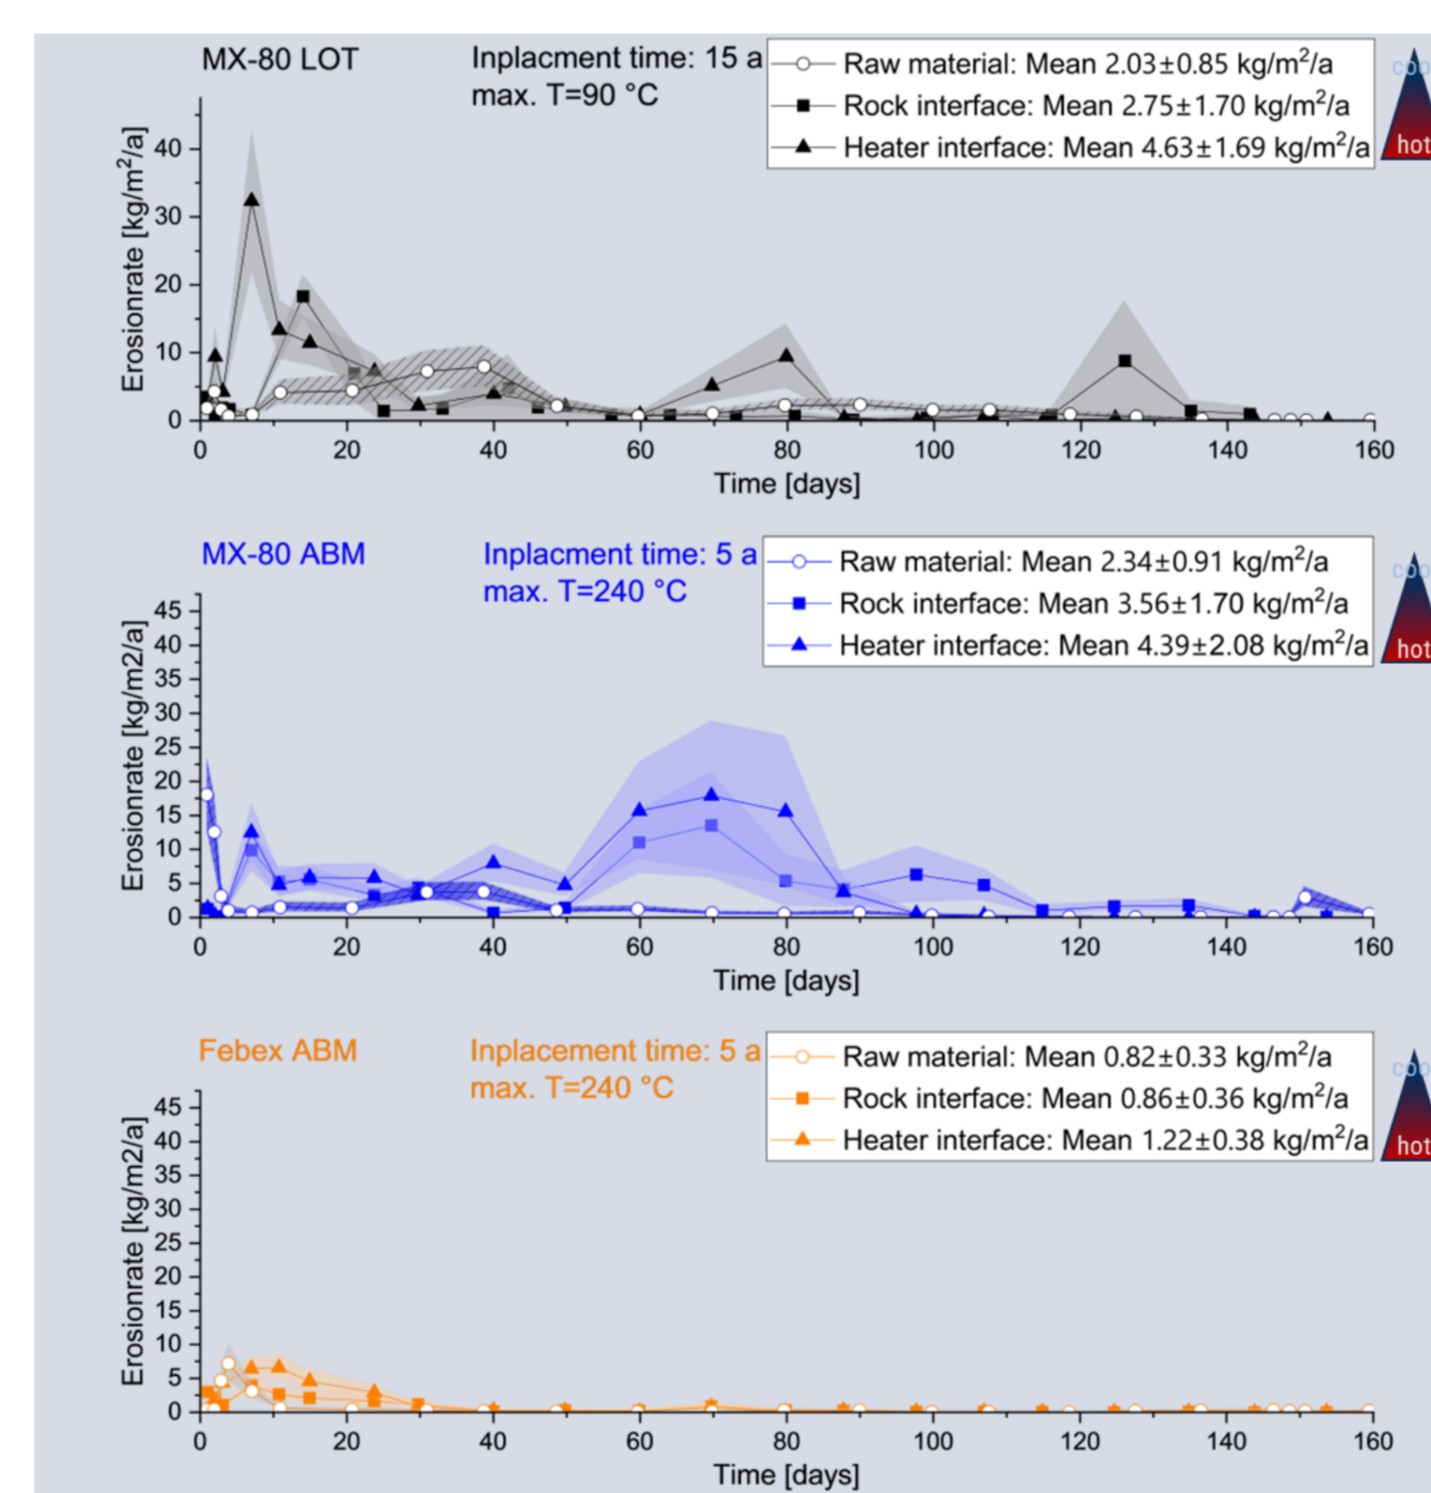 MX-80 LOT
Inplacment time: 15 a
max. T=90 °C
Raw material: Mean 2.03±0.85 kg/m²/a
Rock interface: Mean 2.75±1.70 kg/m²/a
Heater interface: Mean 4.63±1.69 kg/m²/a
hot
Erosionrate [kg/m²/a]
40
30
20
10
0
0 20 40 60 80 100 120 140 160
Time [days]
MX-80 ABM
Inplacment time: 5 a
max. T=240 °C
Raw material: Mean 2.34±0.91 kg/m²/a
Rock interface: Mean 3.56±1.70 kg/m²/a
Heater interface: Mean 4.39±2.08 kg/m²/a
hot
Erosionrate [kg/m2/a]
45
40
35
30
25
20
15
10
5
0
0 20 40 60 80 100 120 140 160
Time [days]
Febex ABM
Inplacement time: 5 a
max. T=240 °C
Raw material: Mean 0.82±0.33 kg/m²/a
Rock interface: Mean 0.86±0.36 kg/m²/a
Heater interface: Mean 1.22±0.38 kg/m²/a
hot
Erosionrate [kg/m2/a]
45
40
35
30
25
20
15
10
5
0
0 20 40 60 80 100 120 140 160
Time [days]